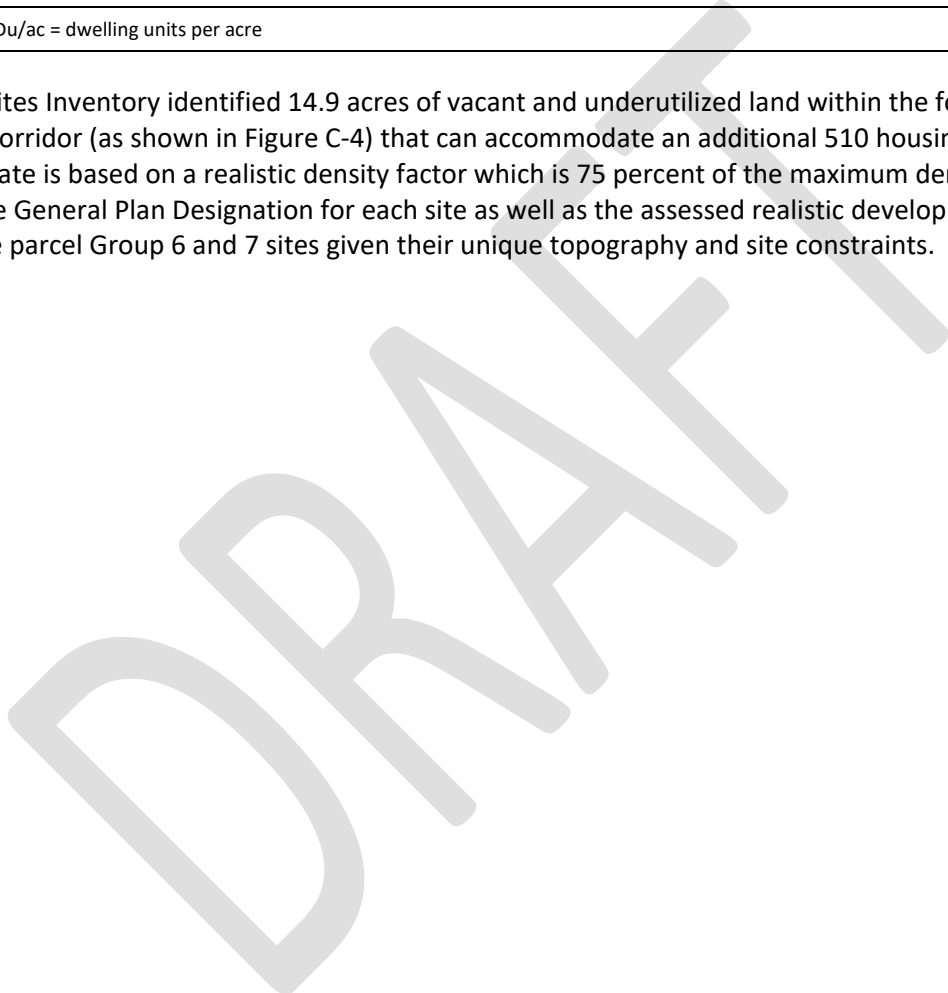 Du/ac = dwelling units per acre
ites Inventory identified 14.9 acres of vacant and underutilized land within the fo
orridor (as shown in Figure C-4) that can accommodate an additional 510 housin
ate is based on a realistic density factor which is 75 percent of the maximum de
e General Plan Designation for each site as well as the assessed realistic develop
e parcel Group 6 and 7 sites given their unique topography and site constraints.
DRAFT